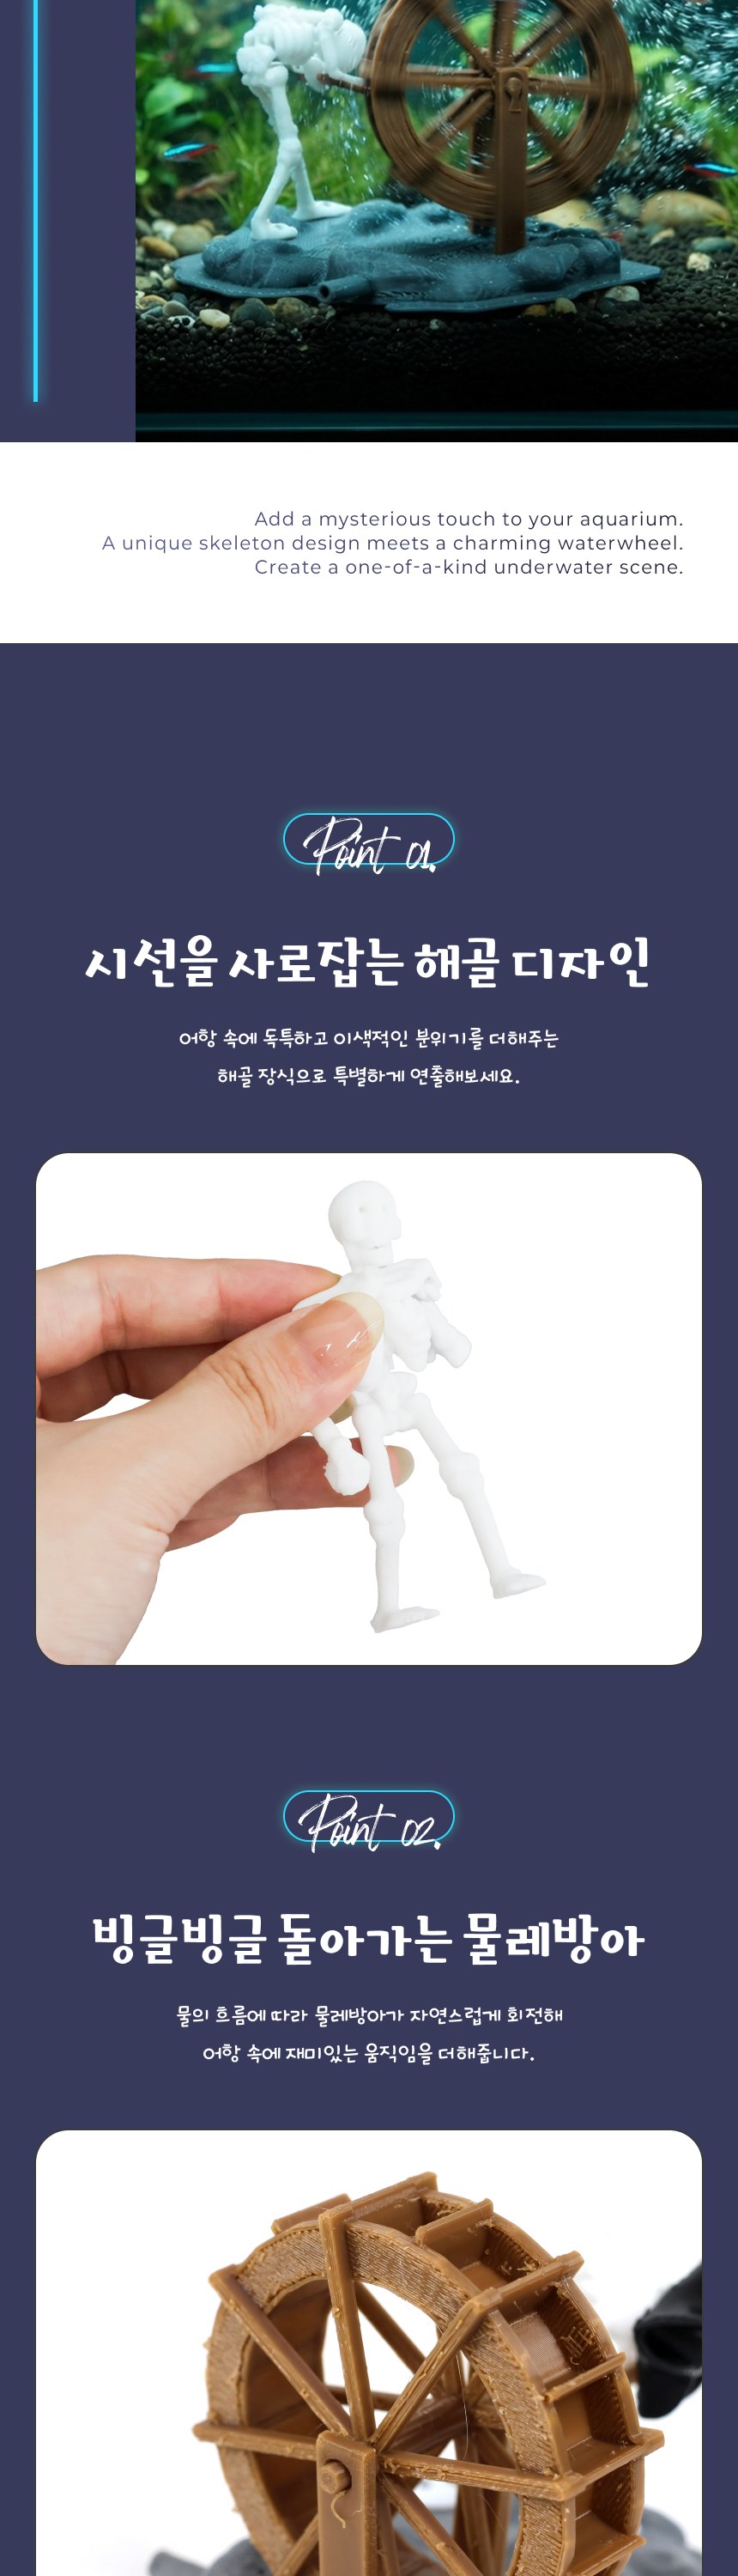 Add a mysterious touch to your aquarium.
A unique skeleton design meets a charming waterwheel.
Create a one-of-a-kind underwater scene.
Point 01.
시선을 사로잡는 해골 디자인
어항 속에 독특하고 이색적인 분위기를 더해주는
해골 장식으로 특별하게 연출해보세요.
Point 02.
빙글빙글 돌아가는 물레방아
물의 흐름에 따라 물레방아가 자연스럽게 회전해
어항 속에 재미있는 움직임을 더해줍니다.